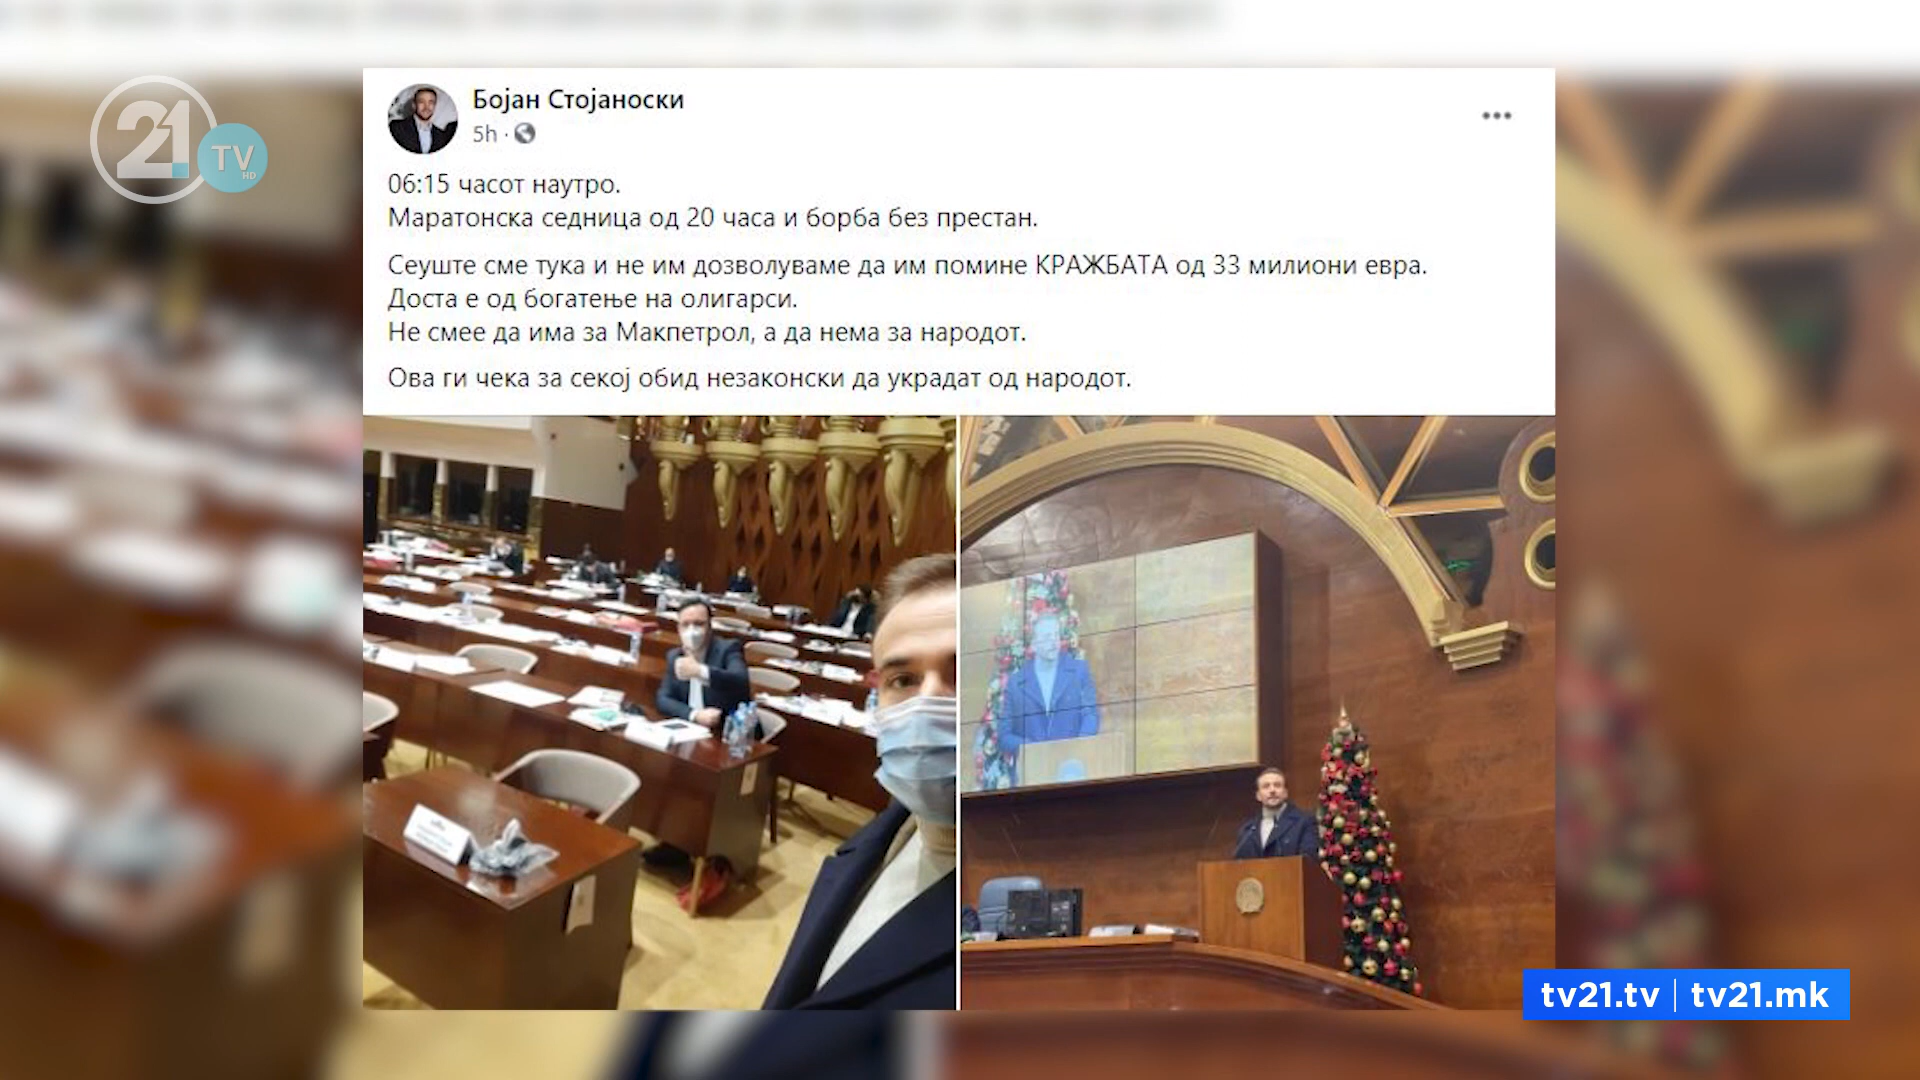 21
TV
HD
Бојан Стојаноски
5h ·
06:15 часот наутро.
Маратонска седница од 20 часа и борба без престан.
Сеуште сме тука и не им дозволуваме да им помине КРАЖБАТА од 33 милиони евра.
Доста е од богатење на олигарси.
Не смее да има за Макпетрол, а да нема за народот.
Ова ги чека за секој обид незаконски да украдат од народот.
tv21.tv | tv21.mk